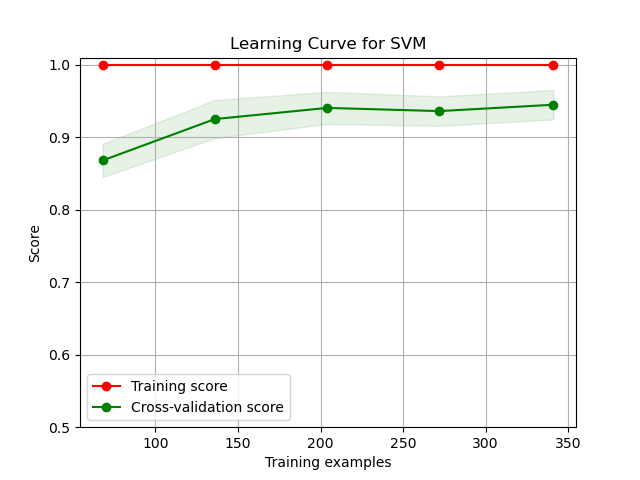 Learning Curve for SVM
1.0
0.9
0.8
0.7
0.6
0.5
Score
Training score
Cross-validation score
100
150
200
250
300
350
Training examples